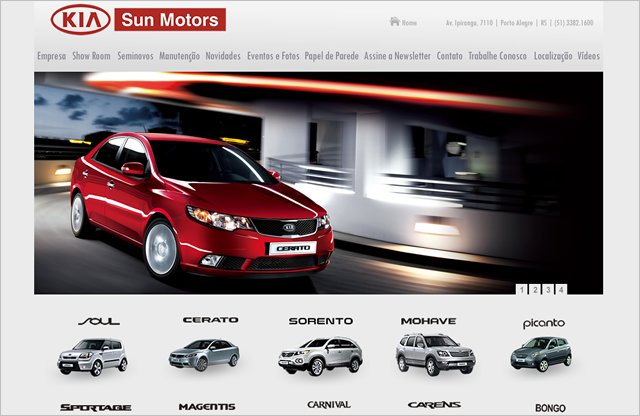 KIA Sun Motors
Home Av. Ipiranga, 7110 | Porto Alegre | RS | (51) 3382.1600
Empresa Show Room Seminovos Manutenção Novidades Eventos e Fotos Papel de Parede Assine a Newsletter Contato Trabalhe Conosco Localização Vídeos
KIA
CERATO
1 2 3 4
SOUL CERATO SORENTO MOHAVE picanto
SPORTAGE MAGENTIS CARNIVAL CARENS BONGO